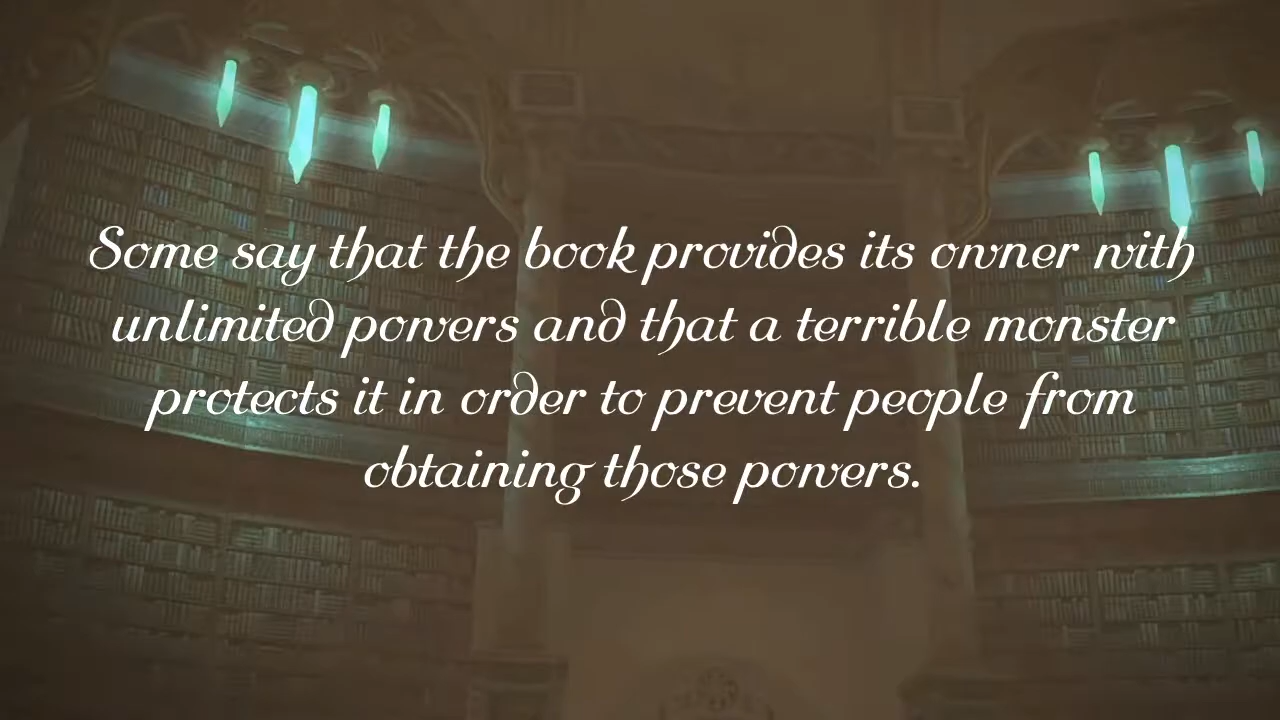 Some say that the book provides its owner with
unlimited powers and that a terrible monster
protects it in order to prevent people from
obtaining those powers.